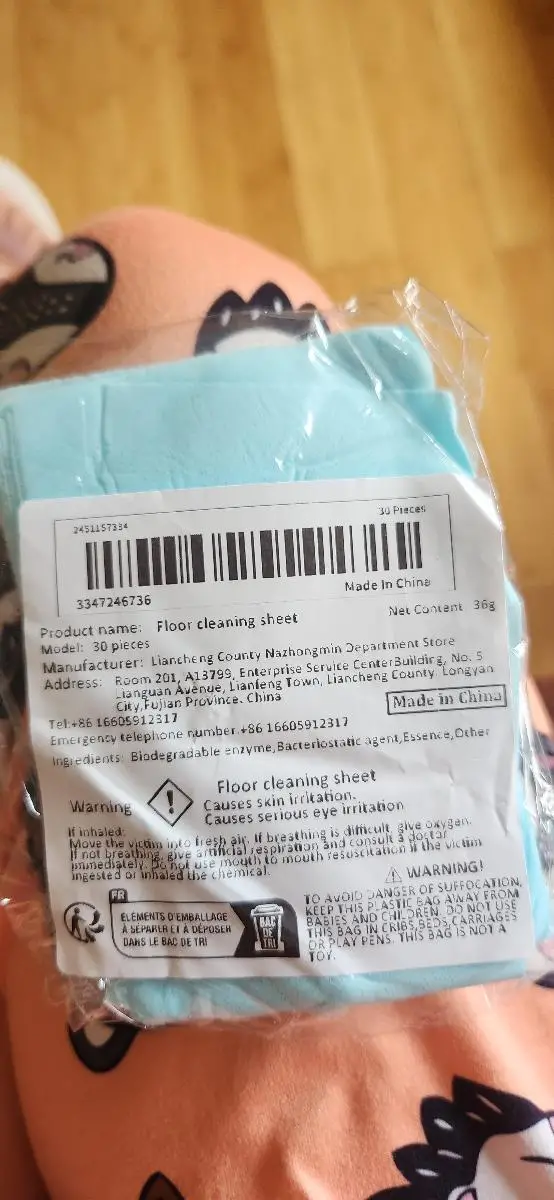 2451157334
30 Pieces
3347246736
Made In China
Product name: Floor cleaning sheet
Net Content 36g
Model: 30 pieces
Manufacturer: Liancheng County Nazhongmin Department Store
Address: Room 201, A13799, Enterprise Service CenterBuilding, No. 5
Lianguan Avenue, Lianfeng Town, Liancheng County, Longyan
City,Fujian Province. China
Made in China
Tel:+86 16605912317
Emergency telephone number:+86 16605912317
Ingredients: Biodegradable enzyme,Bacteriostatic agent,Essence,Other
Warning
!
Floor cleaning sheet
Causes skin irritation.
Causes serious eye irritation
If inhaled:
Move the victim into fresh air. If breathing is difficult, give oxygen.
If not breathing, give artificial respiration and consult a doctor
immediately. Do not use mouth to mouth resuscitation if the victim
ingested or inhaled the chemical.
FR
ÉLÉMENTS D'EMBALLAGE
À SÉPARER ET À DÉPOSER
DANS LE BAC DE TRI
BAC
DE
TRI
WARNING!
TO AVOID DANGER OF SUFFOCATION,
KEEP THIS PLASTIC BAG AWAY FROM
BABIES AND CHILDREN. DO NOT USE
THIS BAG IN CRIBS,BEDS,CARRIAGES
OR PLAY PENS. THIS BAG IS NOT A
TOY.